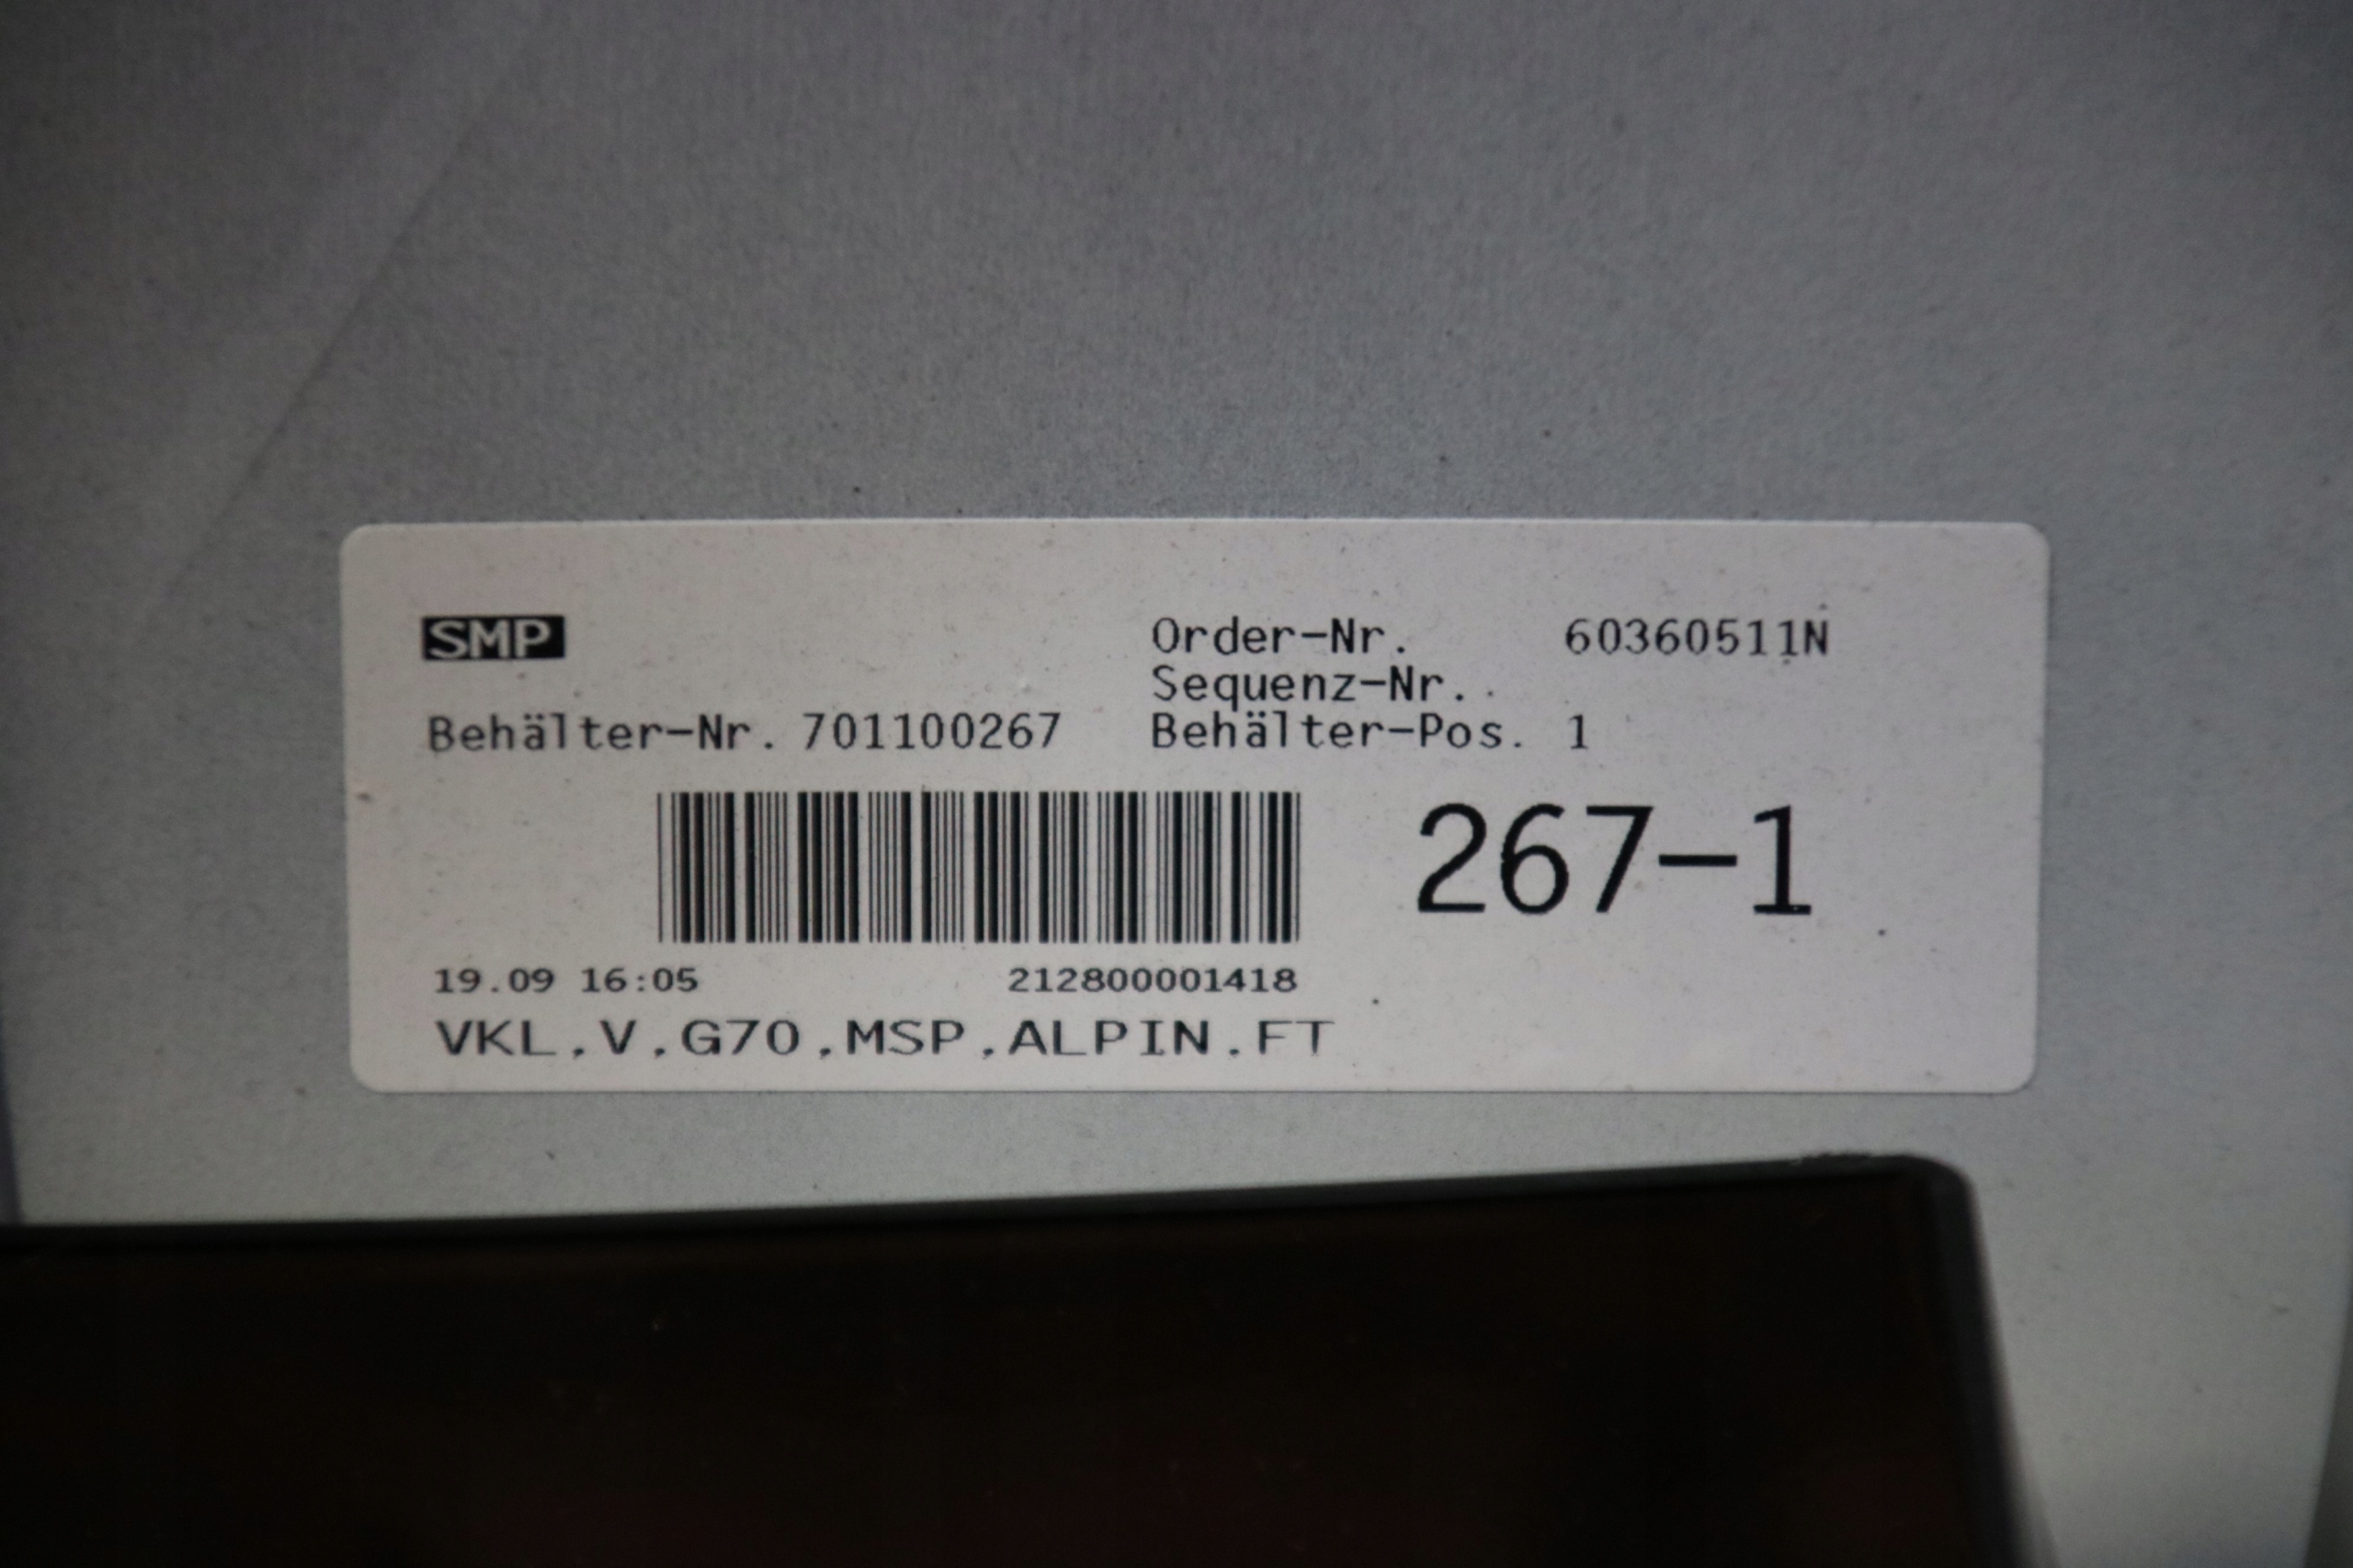 SMP
Order-Nr. 60360511N
Sequenz-Nr.
Behälter-Nr. 701100267 Behälter-Pos. 1
267-1
19.09 16:05 212800001418
VKL.V.G70.MSP.ALPIN.FT